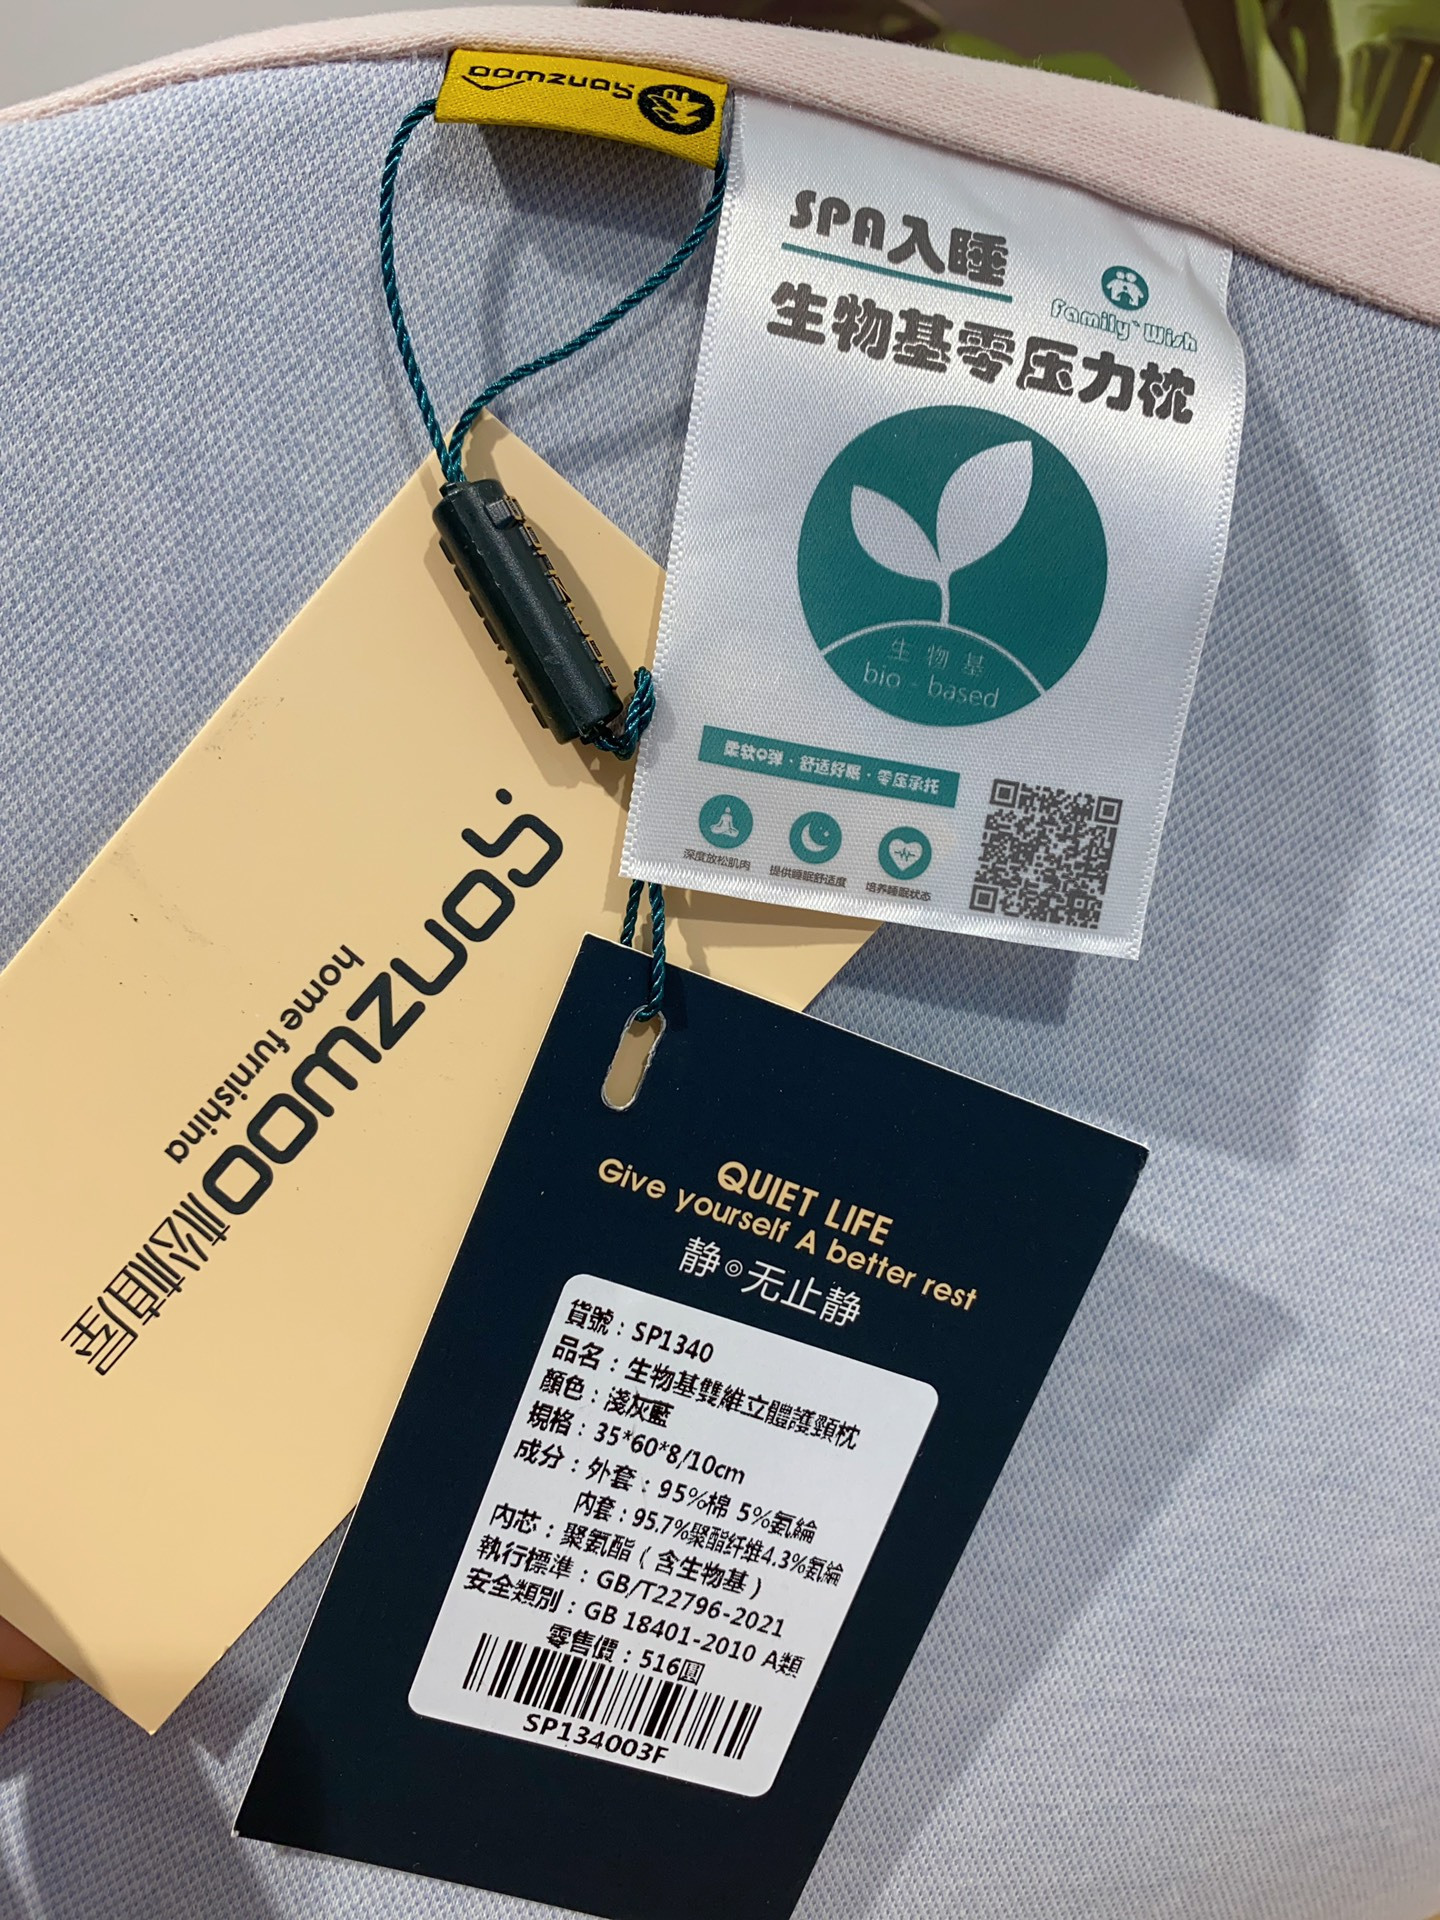 sonzwoo
SPA入睡
Family Wish
生物基零压力枕
生物基
bio-based
柔软Q弹·舒适好眠·零压承托
深度放松肌肉
提供睡眠舒适度
培养睡眠状态
sonzwoo
home furnishing
松植屋
QUIET LIFE
Give yourself A better rest
静◎无止静
貨號：SP1340
品名：生物基雙維立體護頸枕
顏色：淺灰藍
規格：35*60*8/10cm
成分：外套：95%棉 5%氨綸
內套：95.7%聚酯纤维4.3%氨綸
內芯：聚氨酯（含生物基）
執行標準：GB/T22796-2021
安全類別：GB 18401-2010 A類
零售價：516圓
SP134003F